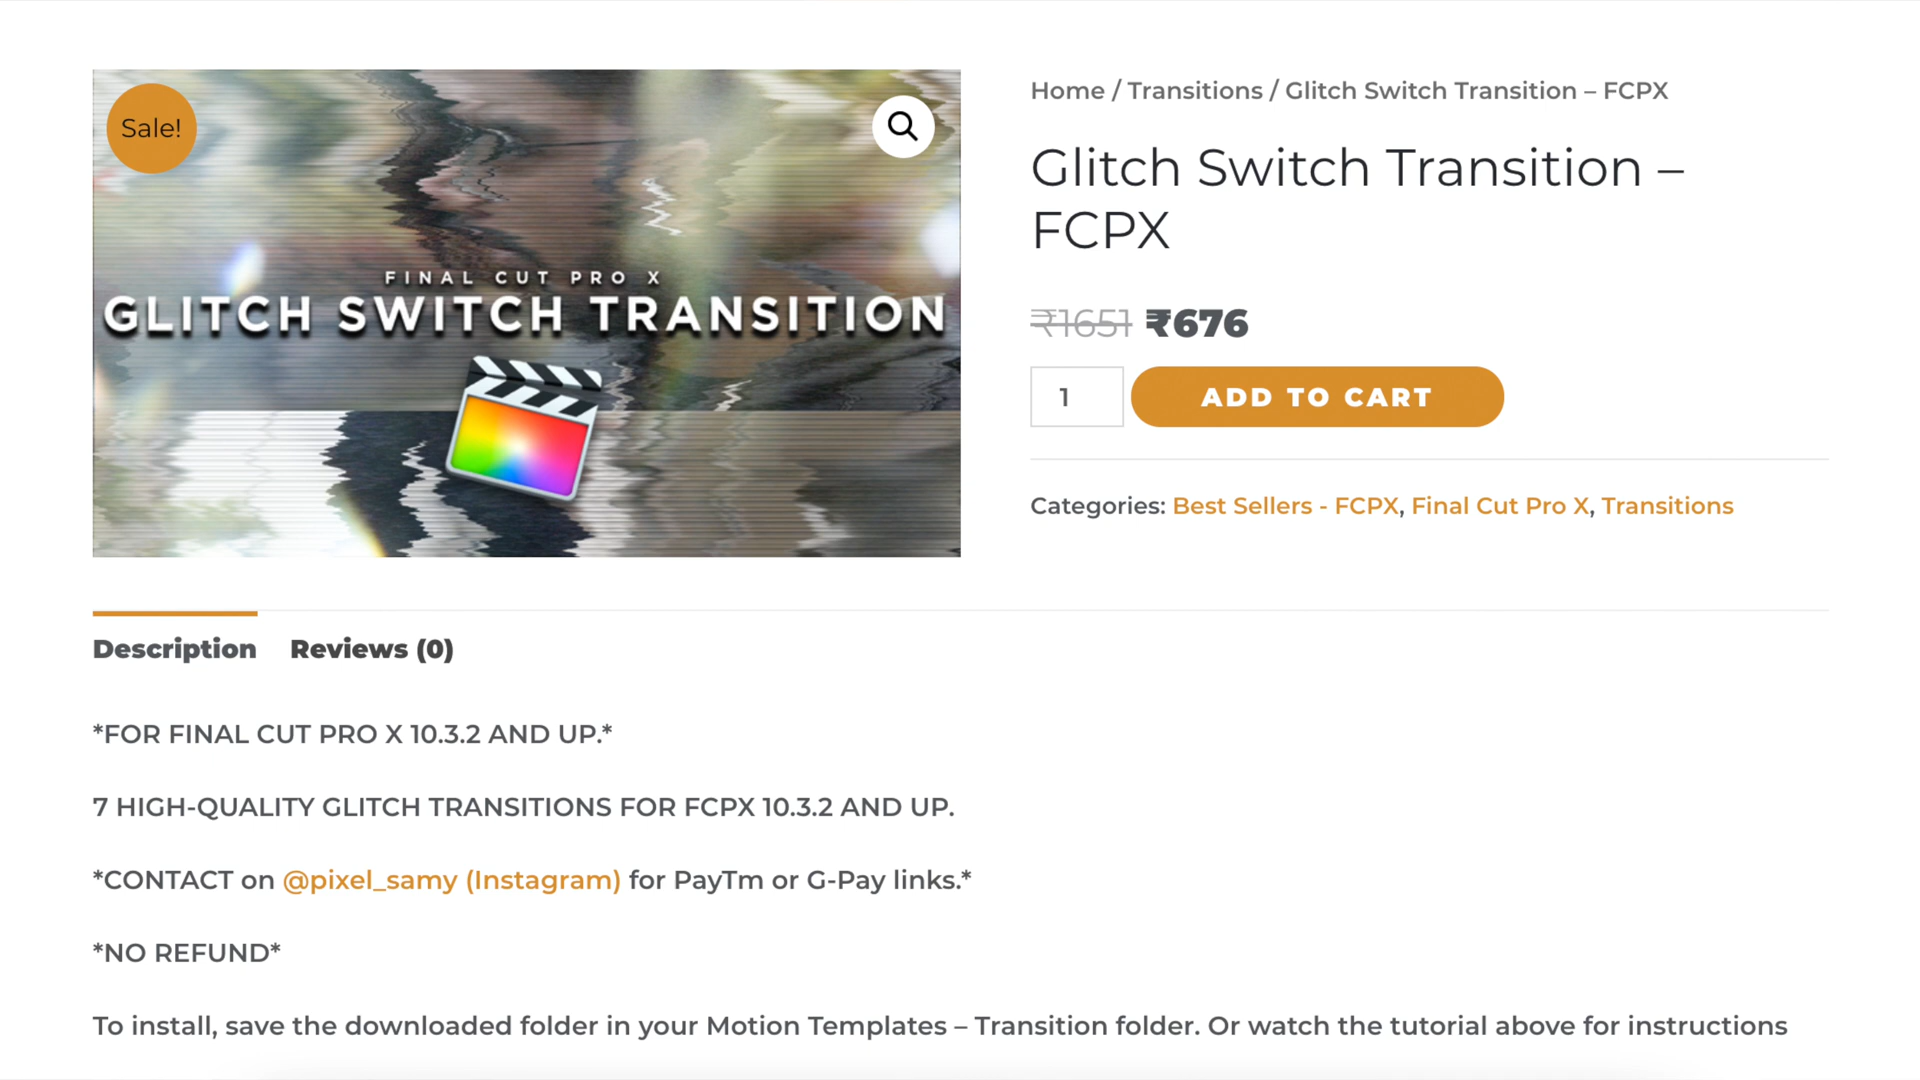 Sale!
FINAL CUT PRO X
GLITCH SWITCH TRANSITION
Home / Transitions / Glitch Switch Transition – FCPX
Glitch Switch Transition –
FCPX
₹1651 ₹676
1
ADD TO CART
Categories: Best Sellers - FCPX, Final Cut Pro X, Transitions
Description Reviews (0)
*FOR FINAL CUT PRO X 10.3.2 AND UP.*
7 HIGH-QUALITY GLITCH TRANSITIONS FOR FCPX 10.3.2 AND UP.
*CONTACT on @pixel_samy (Instagram) for PayTm or G-Pay links.*
*NO REFUND*
To install, save the downloaded folder in your Motion Templates – Transition folder. Or watch the tutorial above for instructions